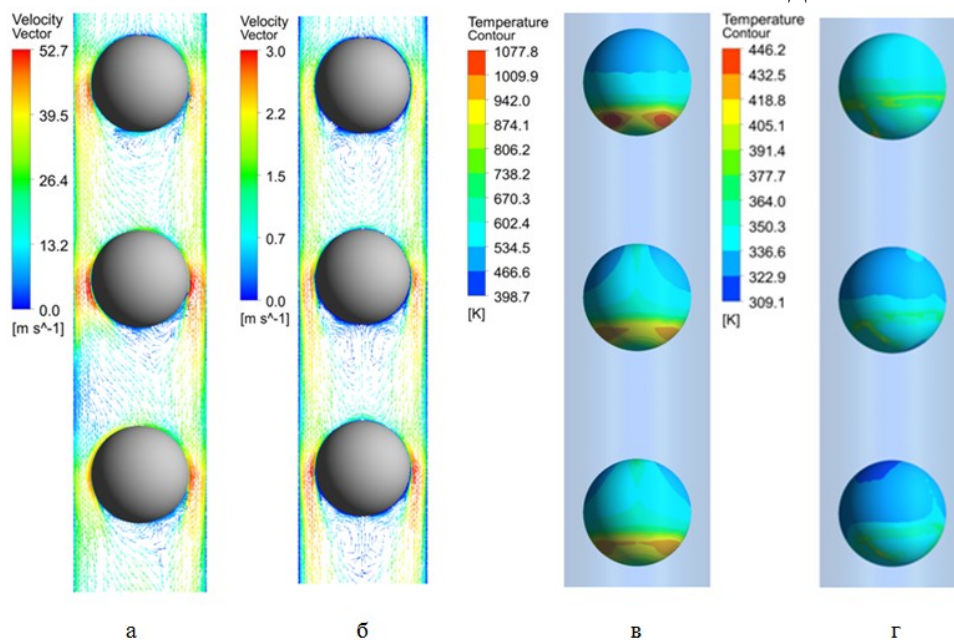 Velocity
Vector
52.7
39.5
26.4
13.2
0.0
[m s^-1]
Velocity
Vector
3.0
2.2
1.5
0.7
0.0
[m s^-1]
Temperature
Contour
1077.8
1009.9
942.0
874.1
806.2
738.2
670.3
602.4
534.5
466.6
398.7
[K]
Temperature
Contour
446.2
432.5
418.8
405.1
391.4
377.7
364.0
350.3
336.6
322.9
309.1
[K]
а
б
в
г